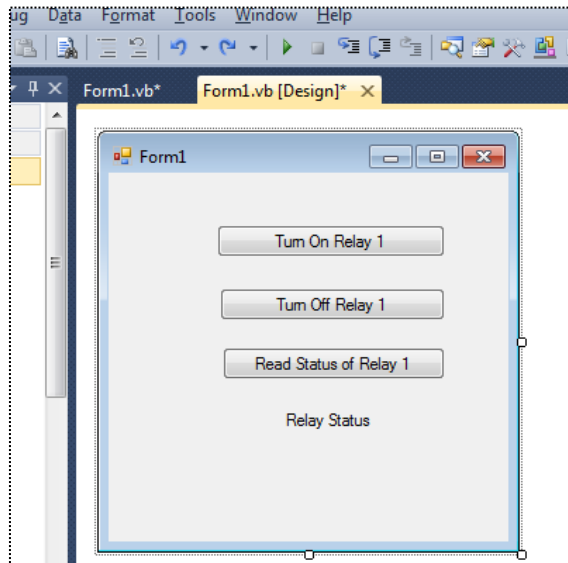 ug Data Format Tools Window Help
Form1.vb* Form1.vb [Design]*
Form1
Turn On Relay 1
Turn Off Relay 1
Read Status of Relay 1
Relay Status